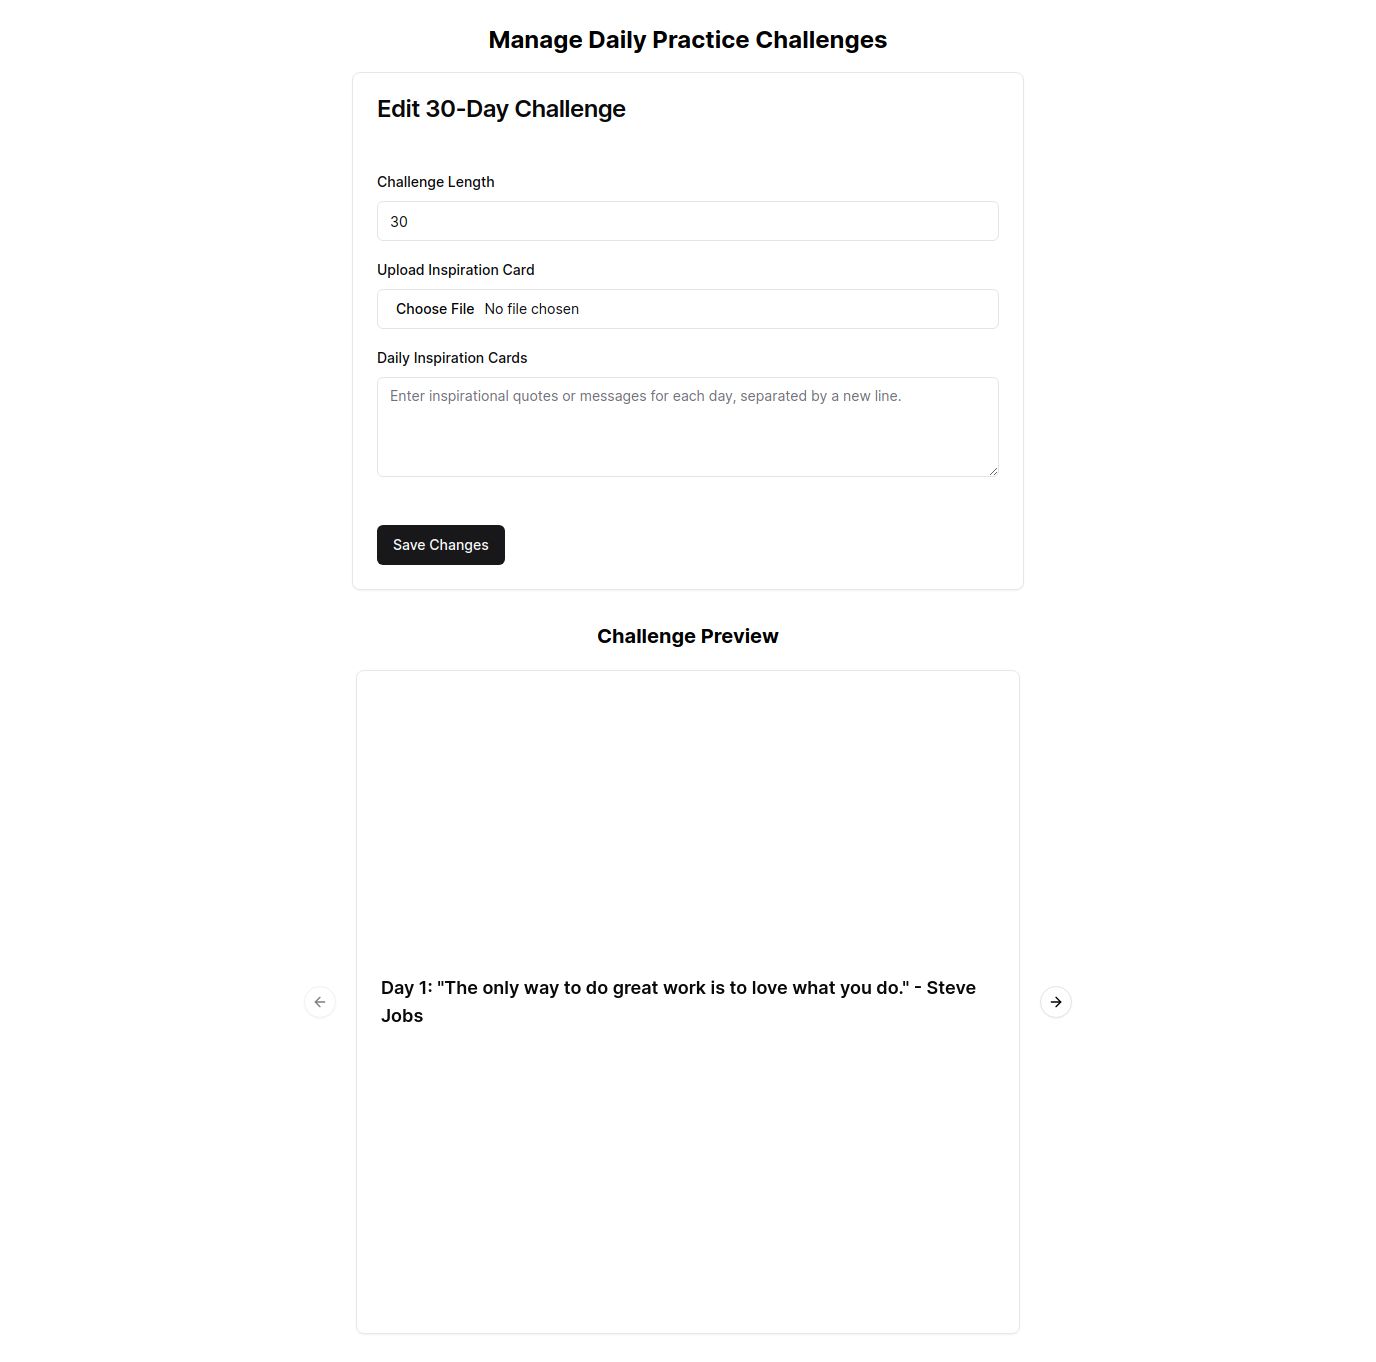 Manage Daily Practice Challenges
Edit 30-Day Challenge
Challenge Length
30
Upload Inspiration Card
Choose File No file chosen
Daily Inspiration Cards
Enter inspirational quotes or messages for each day, separated by a new line.
Save Changes
Challenge Preview
Day 1: "The only way to do great work is to love what you do." - Steve
Jobs